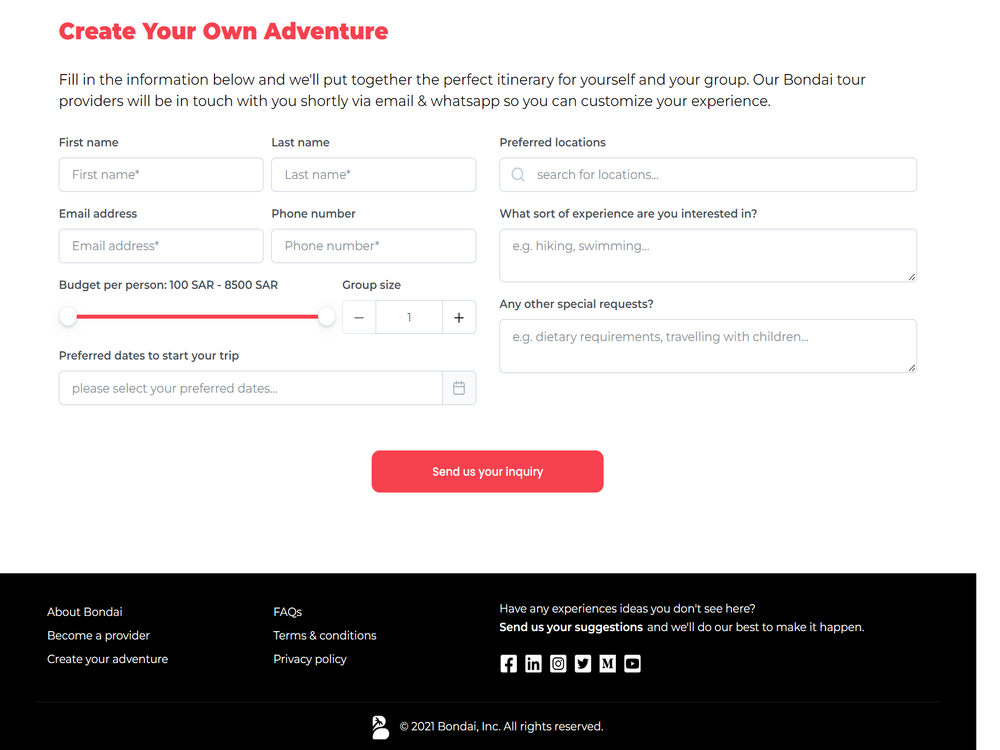 Create Your Own Adventure
Fill in the information below and we'll put together the perfect itinerary for yourself and your group. Our Bondai tour
providers will be in touch with you shortly via email & whatsapp so you can customize your experience.
First name
Last name
First name*
Last name*
Email address
Phone number
Email address*
Phone number*
Budget per person: 100 SAR - 8500 SAR
Group size
1
Preferred dates to start your trip
please select your preferred dates...
Preferred locations
search for locations...
What sort of experience are you interested in?
e.g. hiking, swimming...
Any other special requests?
e.g. dietary requirements, travelling with children...
Send us your inquiry
About Bondai
Become a provider
Create your adventure
FAQs
Terms & conditions
Privacy policy
Have any experiences ideas you don't see here?
Send us your suggestions and we'll do our best to make it happen.
© 2021 Bondai, Inc. All rights reserved.